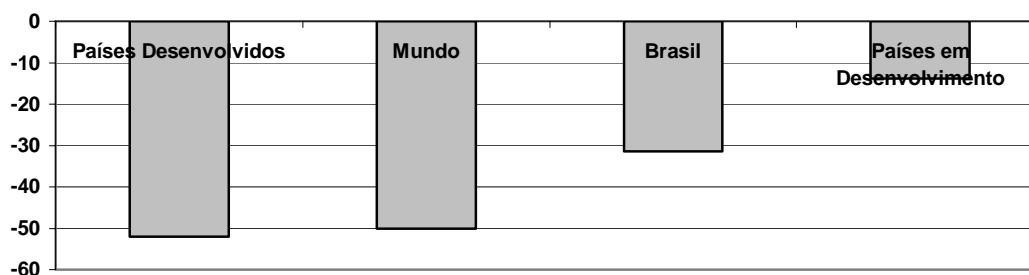 0
Países Desenvolvidos
Mundo
Brasil
Países em
Desenvolvimento
-10
-20
-30
-40
-50
-60